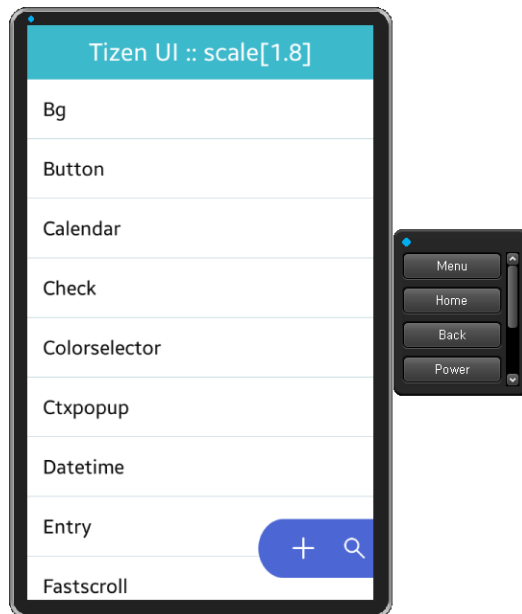 Tizen UI :: scale[1.8]
Bg
Button
Calendar
Check
Colorselector
Ctxpopup
Datetime
Entry
Fastscroll
Menu
Home
Back
Power